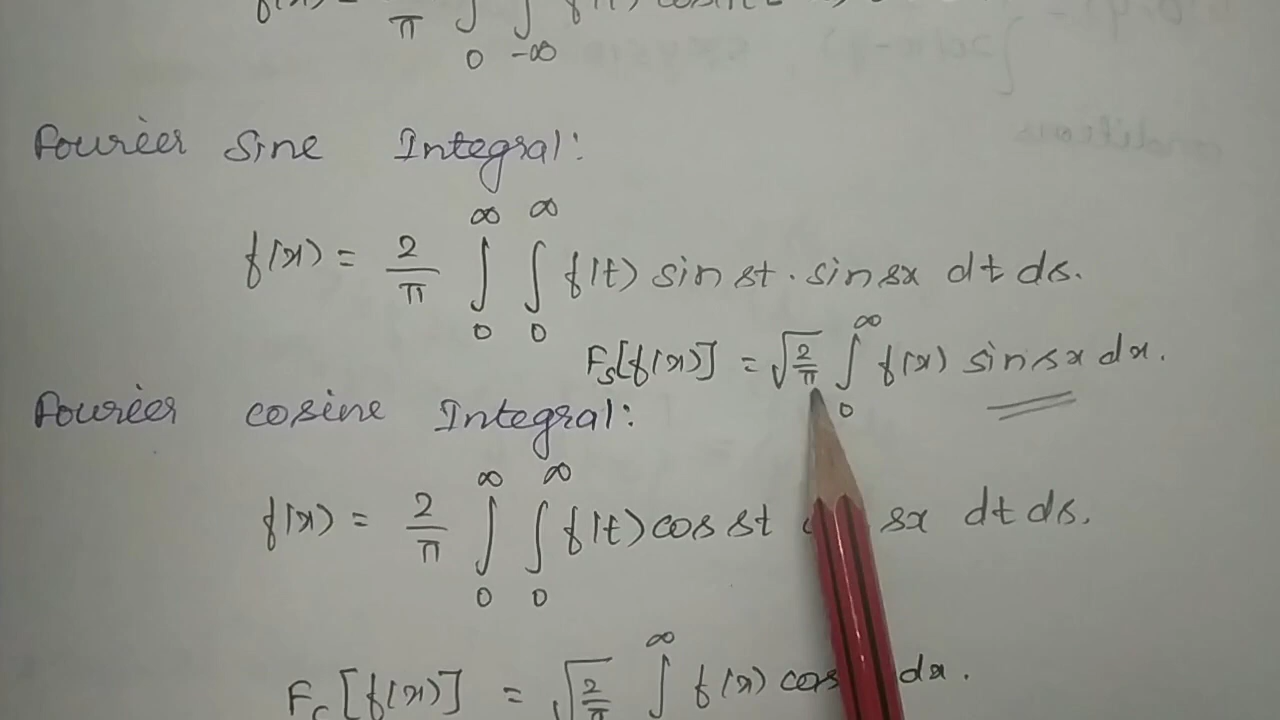 π 0 -∞
Fourier Sine Integral:
f(x) = 2/π ∫₀^∞ ∫₀^∞ f(t) sin st . sin sx dt ds.
Fs[f(x)] = √(2/π) ∫₀^∞ f(x) sin sx dx.
Fourier cosine Integral:
f(x) = 2/π ∫₀^∞ ∫₀^∞ f(t) cos st sx dt ds.
Fc [f(x)] = √(2/π) ∫^∞ f(x) cos dx.